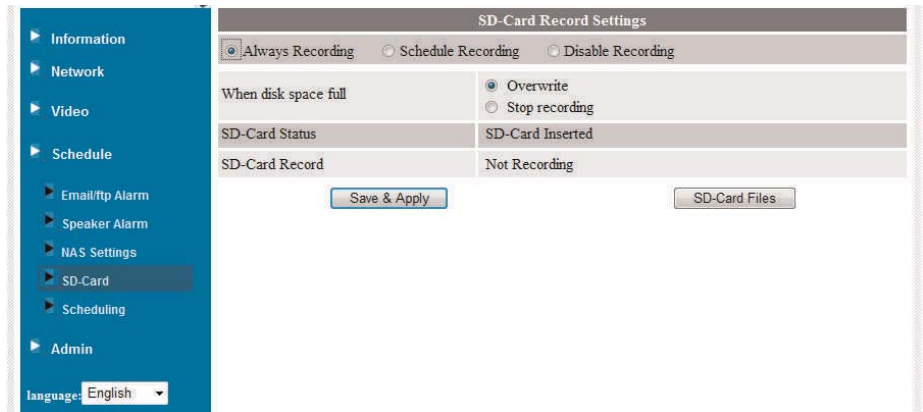 Information
Network
Video
Schedule
Email/ftp Alarm
Speaker Alarm
NAS Settings
SD-Card
Scheduling
Admin
language: English
SD-Card Record Settings
Always Recording Schedule Recording Disable Recording
When disk space full Overwrite
Stop recording
SD-Card Status SD-Card Inserted
SD-Card Record Not Recording
Save & Apply SD-Card Files